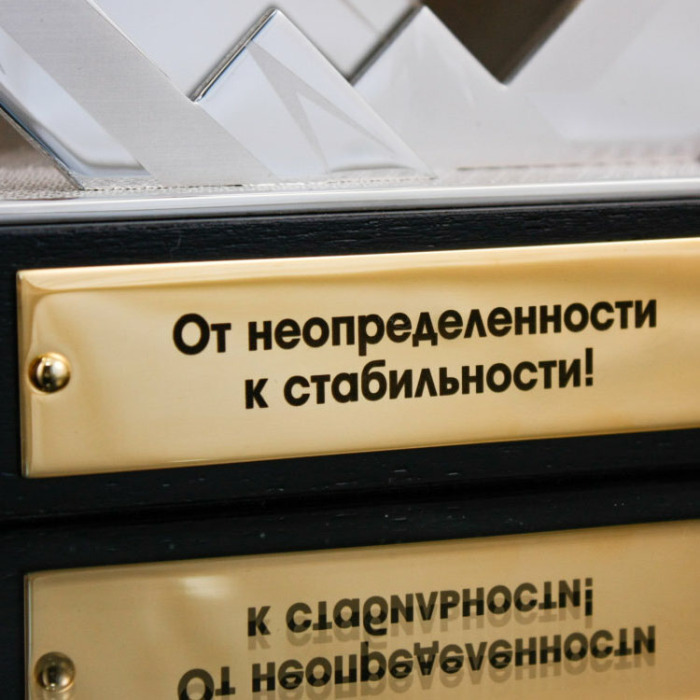 От неопределенности
к стабильности!